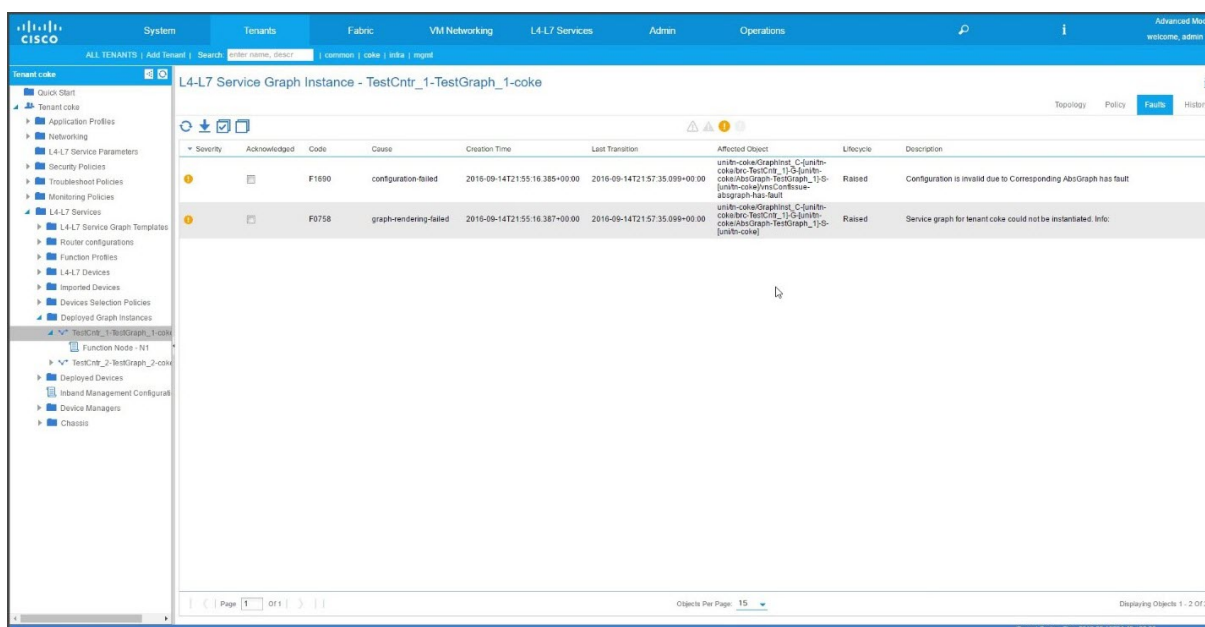 CISCO
System
Tenants
Fabric
VM Networking
L4-L7 Services
Admin
Operations
i
Advanced Mod
welcome, admin
ALL TENANTS | Add Tenant | Search: enter name, descr | common | coke | infra | mgmt
Tenant coke
Quick Start
Tenant coke
Application Profiles
Networking
L4-L7 Service Parameters
Security Policies
Troubleshoot Policies
Monitoring Policies
L4-L7 Services
L4-L7 Service Graph Templates
Router configurations
Function Profiles
L4-L7 Devices
Imported Devices
Devices Selection Policies
Deployed Graph Instances
TestCntr_1-TestGraph_1-coke
Function Node - N1
TestCntr_2-TestGraph_2-coke
Deployed Devices
Inband Management Configurati
Device Managers
Chassis
L4-L7 Service Graph Instance - TestCntr_1-TestGraph_1-coke
Topology Policy Faults Histor
Severity Acknowledged Code Cause Creation Time Last Transition Affected Object Lifecycle Description
F1690 configuration-failed 2016-09-14T21:55:16.385+00:00 2016-09-14T21:57:35.099+00:00
uni/tn-coke/GraphInst_C-[uni/tn-
coke/brc-TestCntr_1]-G-[uni/tn-
coke/AbsGraph-TestGraph_1]-S-
[uni/tn-coke]/vnsConfIssue-
absgraph-has-fault
Raised Configuration is invalid due to Corresponding AbsGraph has fault
F0758 graph-rendering-failed 2016-09-14T21:55:16.387+00:00 2016-09-14T21:57:35.099+00:00
uni/tn-coke/GraphInst_C-[uni/tn-
coke/brc-TestCntr_1]-G-[uni/tn-
coke/AbsGraph-TestGraph_1]-S-
[uni/tn-coke]
Raised Service graph for tenant coke could not be instantiated. Info:
Page 1 Of 1
Objects Per Page: 15
Displaying Objects 1 - 2 Of